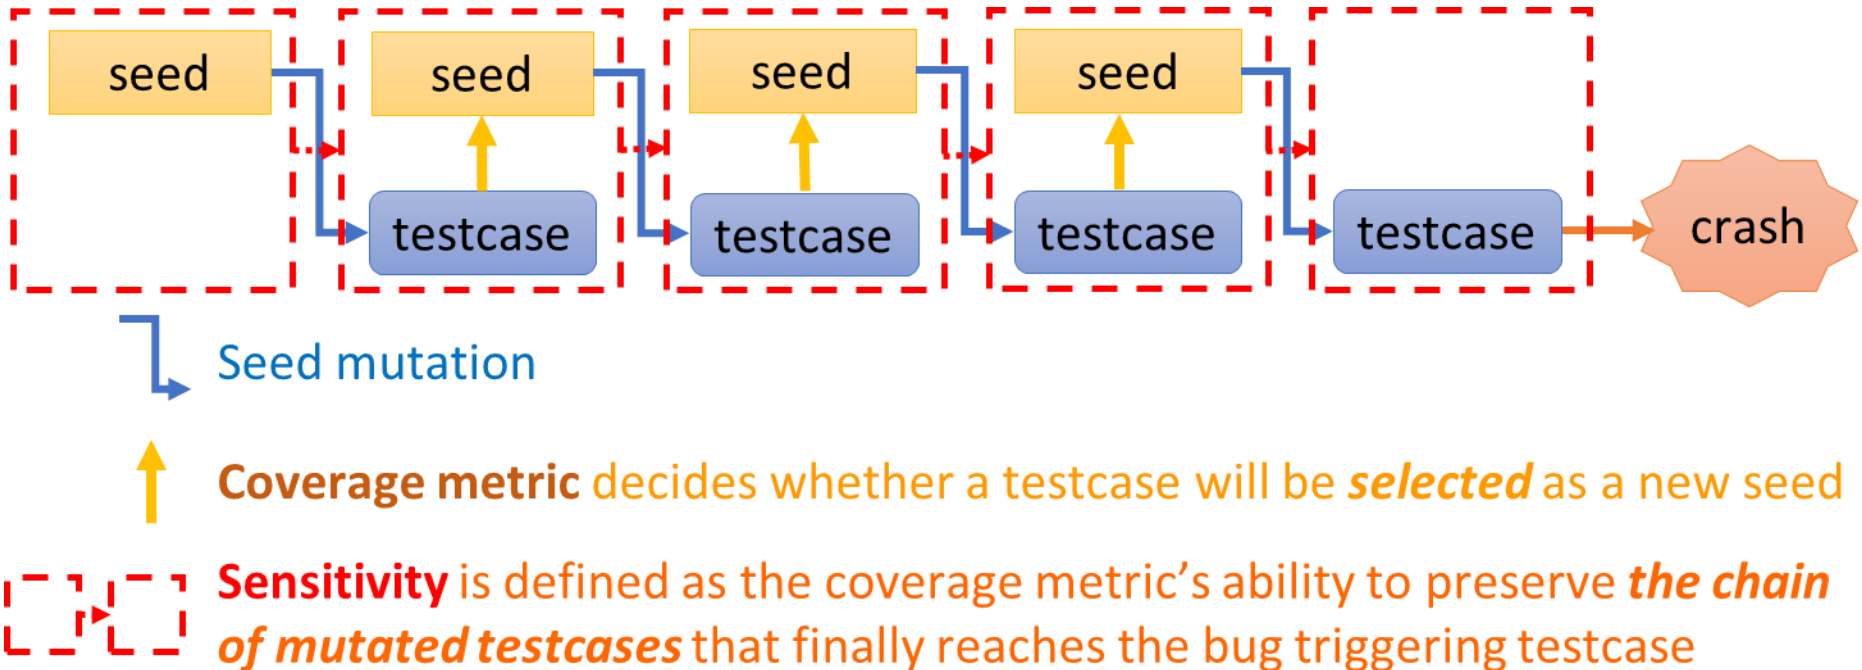 seed
seed
seed
seed
testcase
testcase
testcase
testcase
crash
Seed mutation
Coverage metric decides whether a testcase will be selected as a new seed
Sensitivity is defined as the coverage metric's ability to preserve the chain
of mutated testcases that finally reaches the bug triggering testcase